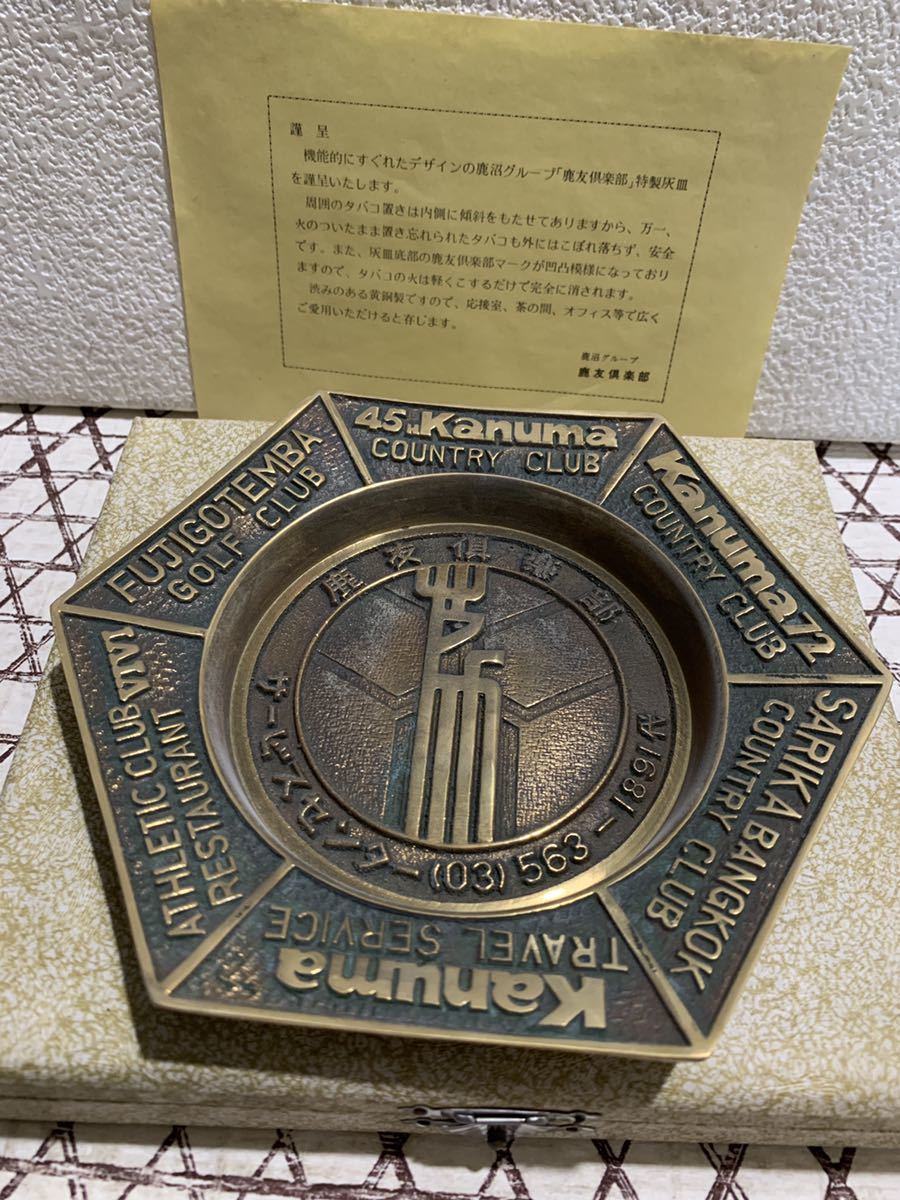 謹 呈
機能的にすぐれたデザインの鹿沼グループ「鹿友倶楽部」特製灰皿
を謹呈いたします。
周囲のタバコ置きは内側に傾斜をもたせてありますから、万一、
火のついたまま置き忘れられたタバコも外にはこぼれ落ちず、安全
です。また、灰皿底部の鹿友倶楽部マークが凹凸模様になっており
ますので、タバコの火は軽くこするだけで完全に消されます。
渋みのある黄銅製ですので、応接室、茶の間、オフィス等で広く
ご愛用いただけると存じます。
鹿沼グループ
鹿友倶楽部
45H Kanuma
COUNTRY CLUB
Kanuma72
COUNTRY CLUB
SARIKA BANGKOK
COUNTRY CLUB
Kanuma
TRAVEL SERVICE
ATHLETIC CLUB VIVI
RESTAURANT
FUJIGOTEMBA
GOLF CLUB
鹿友倶楽部
サービスセンター(03)563-1681㈹